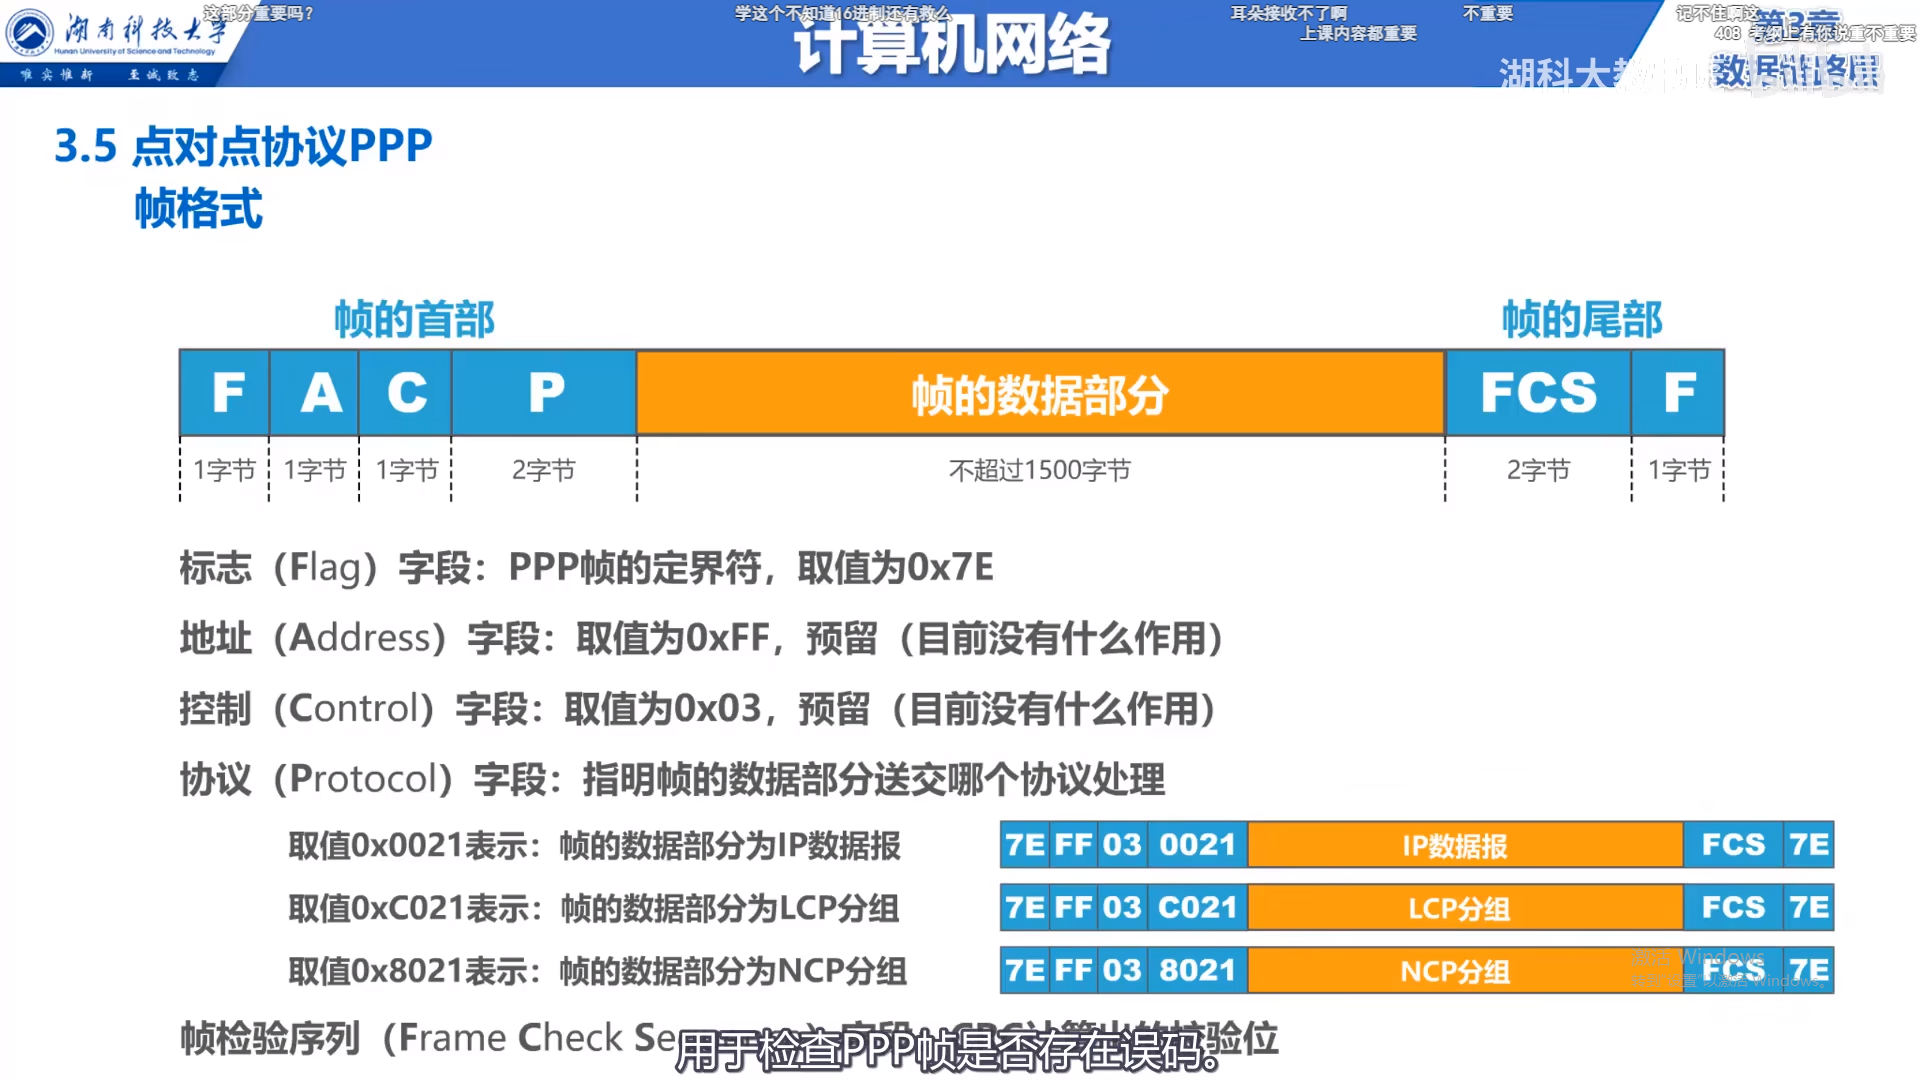 这部分重要吗?
学这个不知道16进制还有救么
耳朵接收不了啊
不重要
记不住啊这
上课内容都重要
408 考纲上有你说重不重要
湖南科技大学
Hunan University of Science and Technology
唯实惟新 至诚致志
计算机网络
第3章
数据链路层
湖科大教
3.5 点对点协议PPP
帧格式
帧的首部
帧的尾部
F A C P 帧的数据部分 FCS F
1字节 1字节 1字节 2字节 不超过1500字节 2字节 1字节
标志（Flag）字段：PPP帧的定界符，取值为0x7E
地址（Address）字段：取值为0xFF，预留（目前没有什么作用）
控制（Control）字段：取值为0x03，预留（目前没有什么作用）
协议（Protocol）字段：指明帧的数据部分送交哪个协议处理
取值0x0021表示：帧的数据部分为IP数据报
7E FF 03 0021 IP数据报 FCS 7E
取值0xC021表示：帧的数据部分为LCP分组
7E FF 03 C021 LCP分组 FCS 7E
取值0x8021表示：帧的数据部分为NCP分组
7E FF 03 8021 NCP分组 FCS 7E
Windows
帧检验序列（Frame Check Se
校验位
用于检查PPP帧是否存在误码。